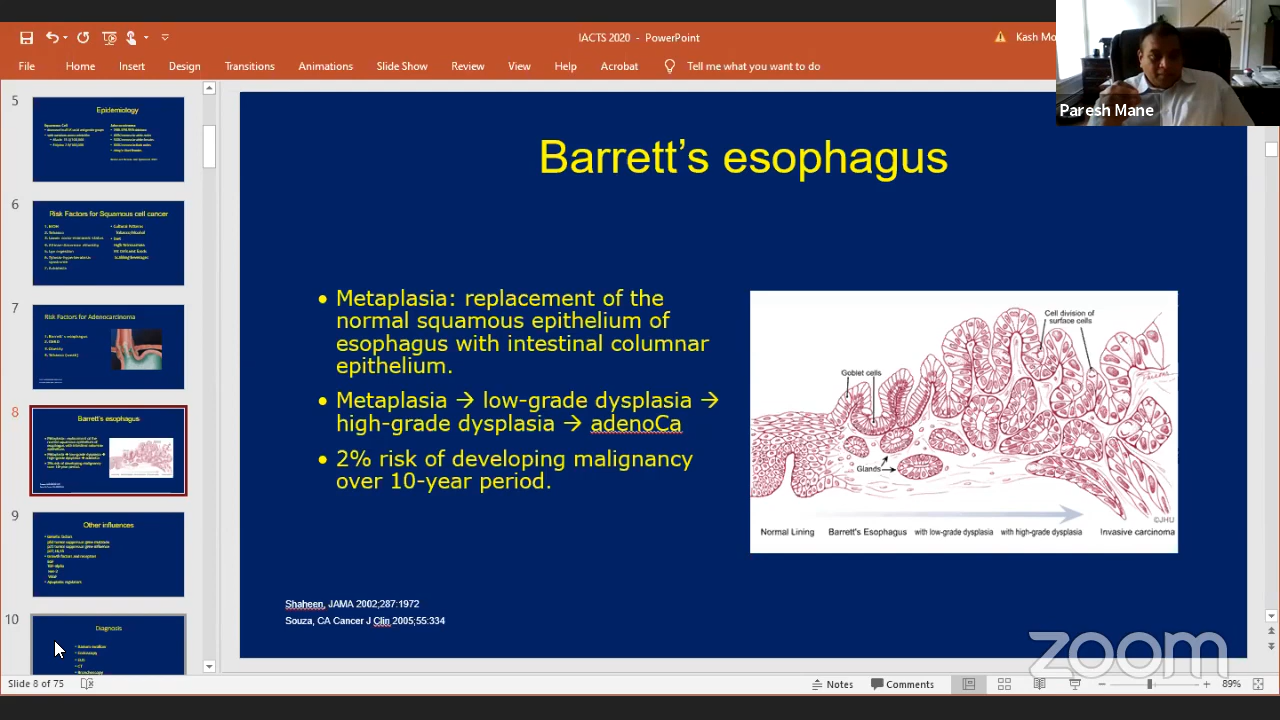 IACTS 2020 - PowerPoint
Kash Mo
Paresh Mane
File Home Insert Design Transitions Animations Slide Show Review View Help Acrobat Tell me what you want to do
5
Epidemiology
6
Risk Factors for Squamous cell cancer
7
Risk Factors for Adenocarcinoma
8
Barrett's esophagus
9
Other influences
10
Diagnosis
Barrett’s esophagus
• Metaplasia: replacement of the
normal squamous epithelium of
esophagus with intestinal columnar
epithelium.
• Metaplasia → low-grade dysplasia →
high-grade dysplasia → adenoCa
• 2% risk of developing malignancy
over 10-year period.
Cell division of
surface cells
Goblet cells
Glands
©JHU
Normal Lining Barrett's Esophagus with low-grade dysplasia with high-grade dysplasia Invasive carcinoma
Shaheen, JAMA 2002;287:1972
Souza, CA Cancer J Clin 2005;55:334
zoom
Slide 8 of 75 Notes Comments 89%